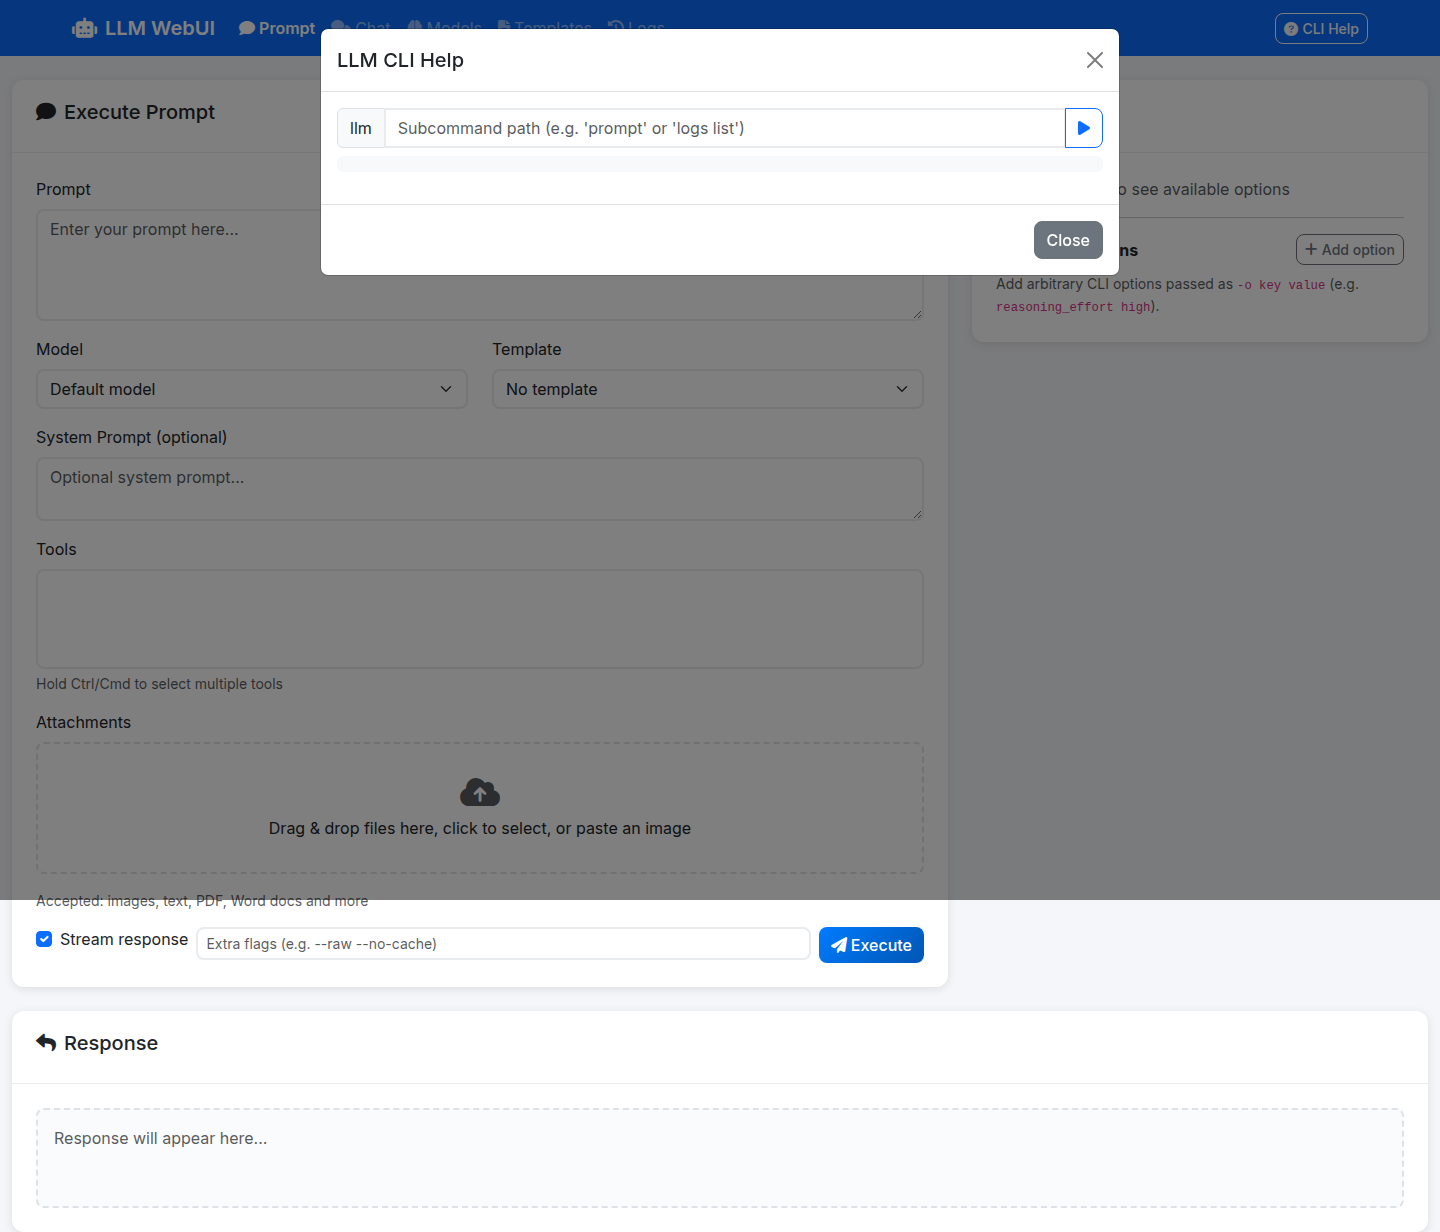 LLM WebUI
Prompt
Chat
Models
Templates
Logs
CLI Help
LLM CLI Help
llm
Subcommand path (e.g. 'prompt' or 'logs list')
Close
Execute Prompt
Prompt
Enter your prompt here...
Model
Default model
Template
No template
System Prompt (optional)
Optional system prompt...
Tools
Hold Ctrl/Cmd to select multiple tools
Attachments
Drag & drop files here, click to select, or paste an image
Accepted: images, text, PDF, Word docs and more
Stream response
Extra flags (e.g. --raw --no-cache)
Execute
see available options
Add option
Add arbitrary CLI options passed as -o key value (e.g.
reasoning_effort high).
Response
Response will appear here...